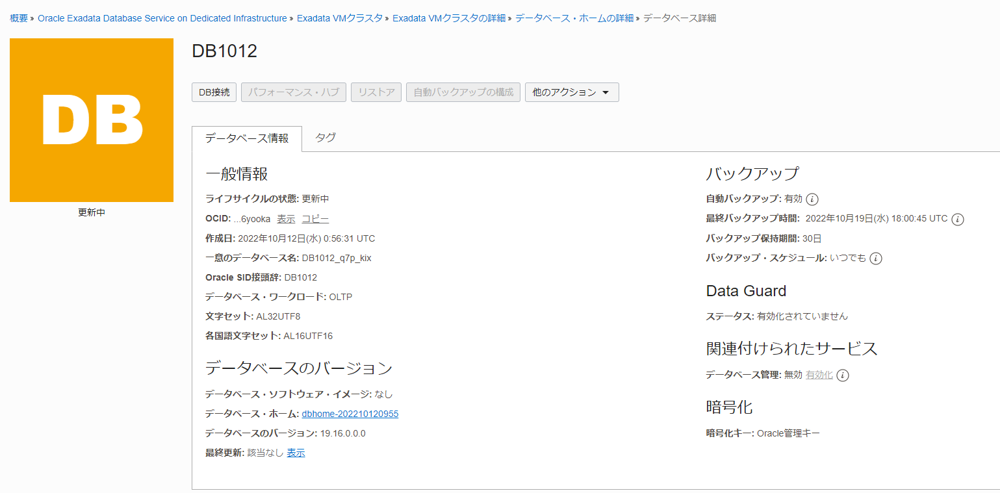 概要 » Oracle Exadata Database Service on Dedicated Infrastructure » Exadata VMクラスタ » Exadata VMクラスタの詳細 » データベース・ホームの詳細 » データベース詳細
DB
更新中
DB1012
DB接続 パフォーマンス・ハブ リストア 自動バックアップの構成 他のアクション
データベース情報 タグ
一般情報
ライフサイクルの状態: 更新中
OCID: ...6yooka 表示 コピー
作成日: 2022年10月12日(水) 0:56:31 UTC
一意のデータベース名: DB1012_q7p_kix
Oracle SID接頭辞: DB1012
データベース・ワークロード: OLTP
文字セット: AL32UTF8
各国語文字セット: AL16UTF16
データベースのバージョン
データベース・ソフトウェア・イメージ: なし
データベース・ホーム: dbhome-202210120955
データベースのバージョン: 19.16.0.0.0
最終更新: 該当なし 表示
バックアップ
自動バックアップ: 有効
最終バックアップ時間: 2022年10月19日(水) 18:00:45 UTC
バックアップ保持期間: 30日
バックアップ・スケジュール: いつでも
Data Guard
ステータス: 有効化されていません
関連付けられたサービス
データベース管理: 無効 有効化
暗号化
暗号化キー: Oracle管理キー